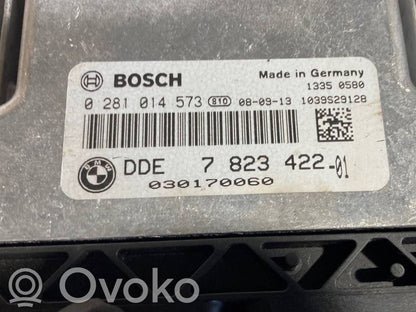 BOSCH
Made in Germany
1335 0580
0 281 014 573 810 08-09-13 1039S29128
BMW
DDE 7 823 422-01
030170060
Ovoko